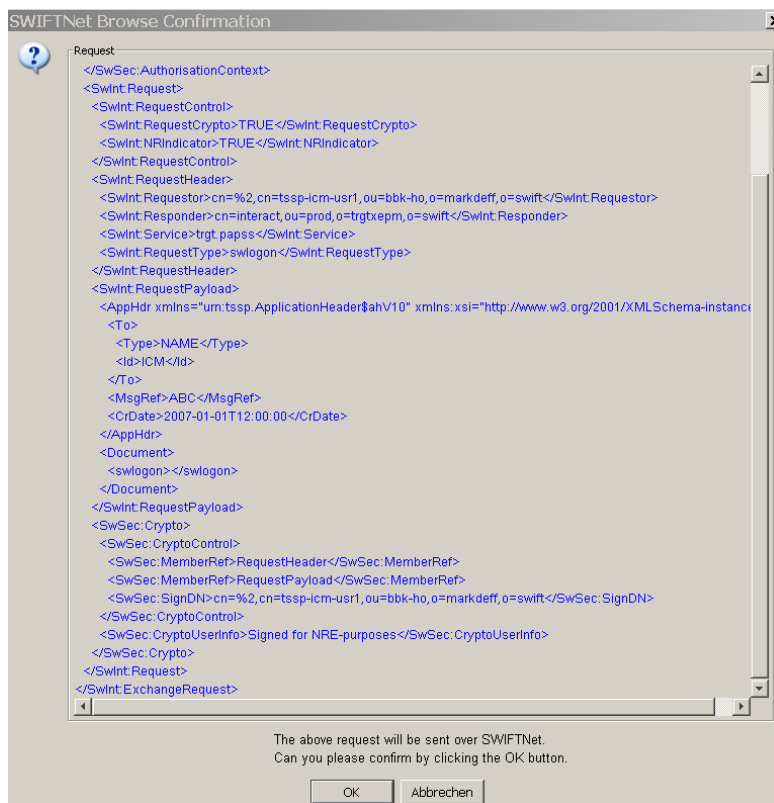 SWIFTNet Browse Confirmation
Request
</SwSec:AuthorisationContext>
<SwInt:Request>
<SwInt:RequestControl>
<SwInt:RequestCrypto>TRUE</SwInt:RequestCrypto>
<SwInt:NRIndicator>TRUE</SwInt:NRIndicator>
</SwInt:RequestControl>
<SwInt:RequestHeader>
<SwInt:Requestor>cn=%2,cn=tssp-icm-usr1,ou=bbk-ho,o=markdeff,o=swift</SwInt:Requestor>
<SwInt:Responder>cn=interact,ou=prod,o=trgtxepm,o=swift</SwInt:Responder>
<SwInt:Service>trgt.papss</SwInt:Service>
<SwInt:RequestType>swlogon</SwInt:RequestType>
</SwInt:RequestHeader>
<SwInt:RequestPayload>
<AppHdr xmlns="urn:tssp.ApplicationHeader$ahV10" xmlns:xsi="http://www.w3.org/2001/XMLSchema-instance
<To>
<Type>NAME</Type>
<Id>ICM</Id>
</To>
<MsgRef>ABC</MsgRef>
<CrDate>2007-01-01T12:00:00</CrDate>
</AppHdr>
<Document>
<swlogon></swlogon>
</Document>
</SwInt:RequestPayload>
<SwSec:Crypto>
<SwSec:CryptoControl>
<SwSec:MemberRef>RequestHeader</SwSec:MemberRef>
<SwSec:MemberRef>RequestPayload</SwSec:MemberRef>
<SwSec:SignDN>cn=%2,cn=tssp-icm-usr1,ou=bbk-ho,o=markdeff,o=swift</SwSec:SignDN>
</SwSec:CryptoControl>
<SwSec:CryptoUserInfo>Signed for NRE-purposes</SwSec:CryptoUserInfo>
</SwSec:Crypto>
</SwInt:Request>
</SwInt:ExchangeRequest>
The above request will be sent over SWIFTNet.
Can you please confirm by clicking the OK button.
OK
Abbrechen